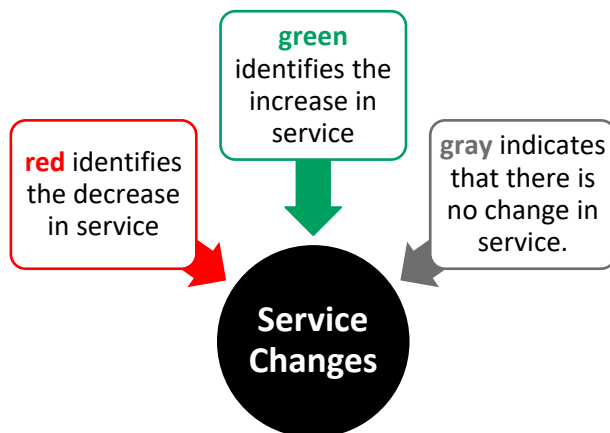 green
identifies the
increase in
service
red identifies
the decrease
in service
gray indicates
that there is
no change in
service.
Service
Changes